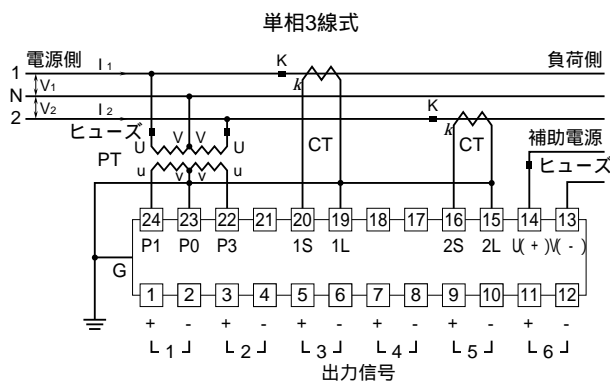 単相3線式
電源側 I1 K 負荷側
1
k
V1
N
V2 I2 K
2
k
ヒューズ V V CT 補助電源
U U CT ヒューズ
PT
u v v u
24 23 22 21 20 19 18 17 16 15 14 13
P1 P0 P3 1S 1L 2S 2L U(+) V(-)
G
1 2 3 4 5 6 7 8 9 10 11 12
+ - + - + - + - + - + -
1 2 3 4 5 6
出力信号